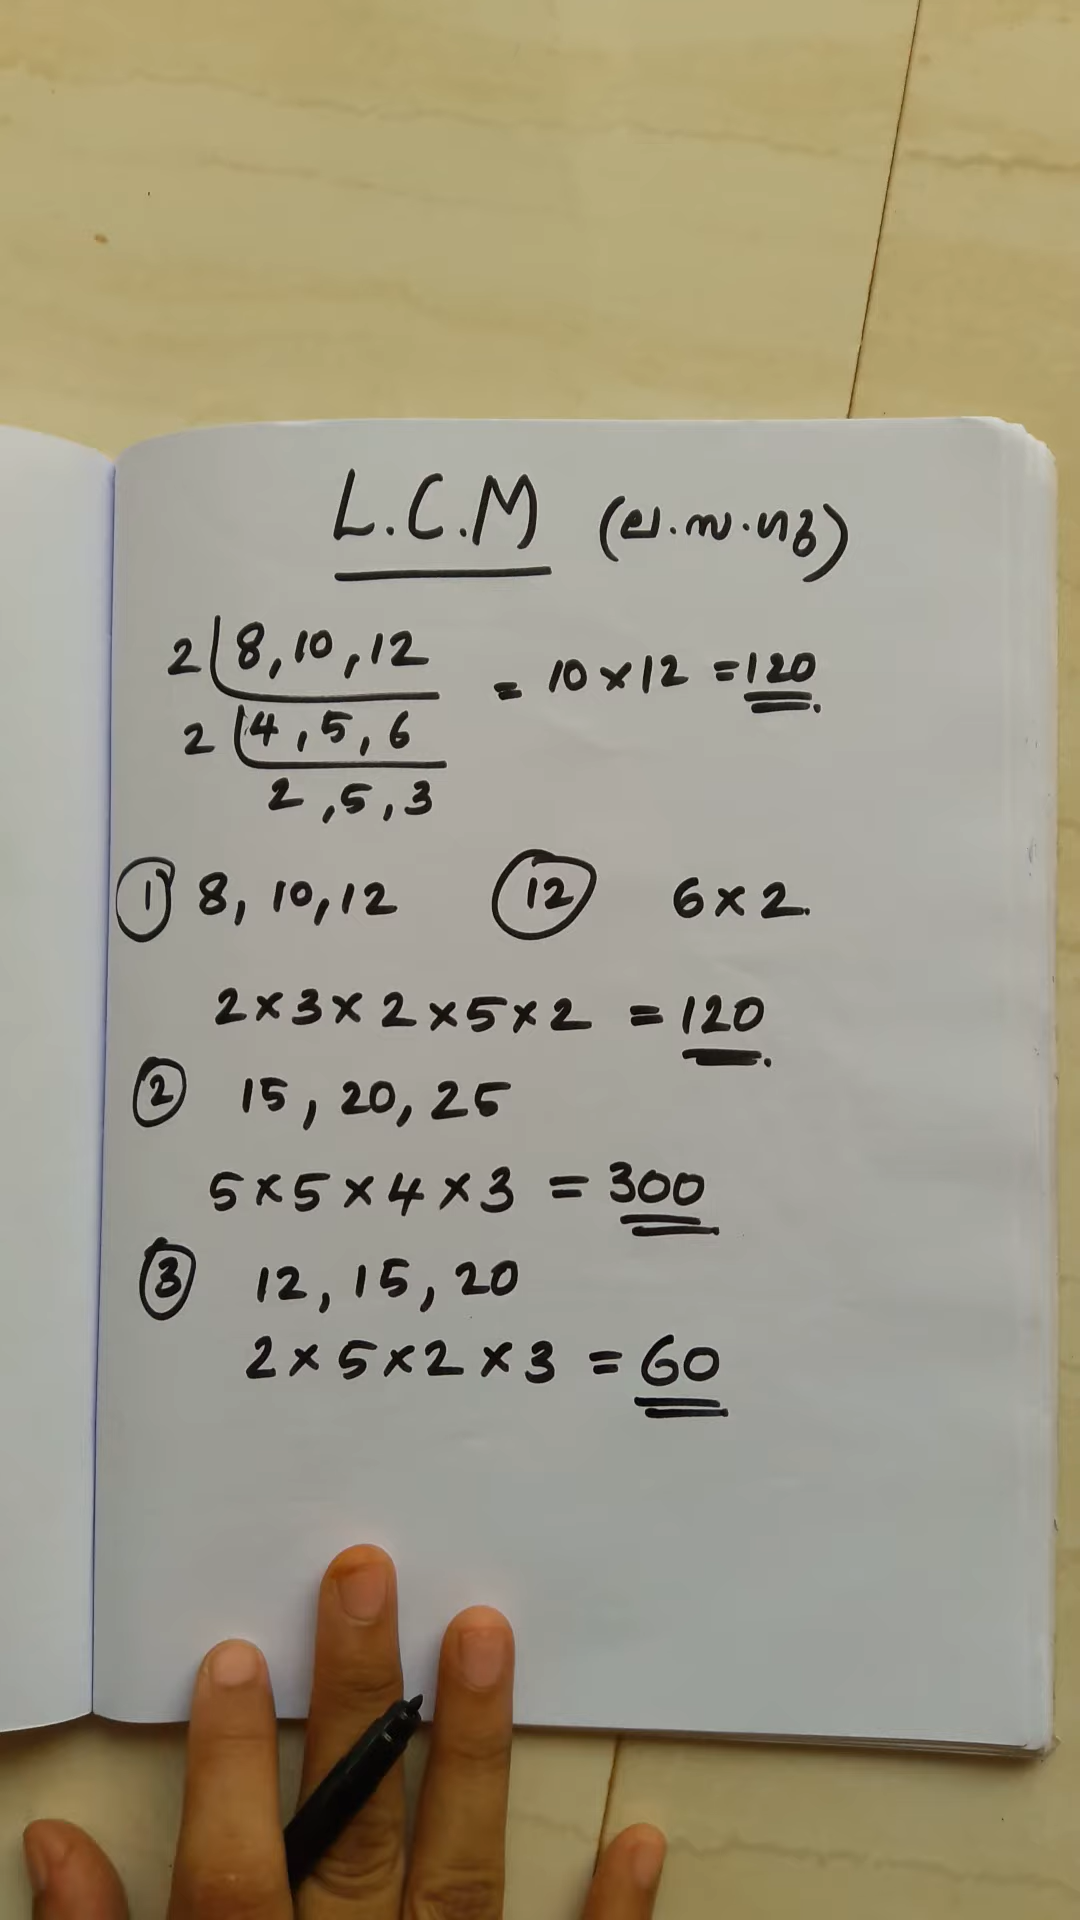 L.C.M (ല.സ.ഗു)
2 8, 10, 12 = 10 × 12 = 120.
2 4, 5, 6
2, 5, 3
① 8, 10, 12 ⑫ 6 × 2.
2 × 3 × 2 × 5 × 2 = 120.
② 15, 20, 25
5 × 5 × 4 × 3 = 300
③ 12, 15, 20
2 × 5 × 2 × 3 = 60